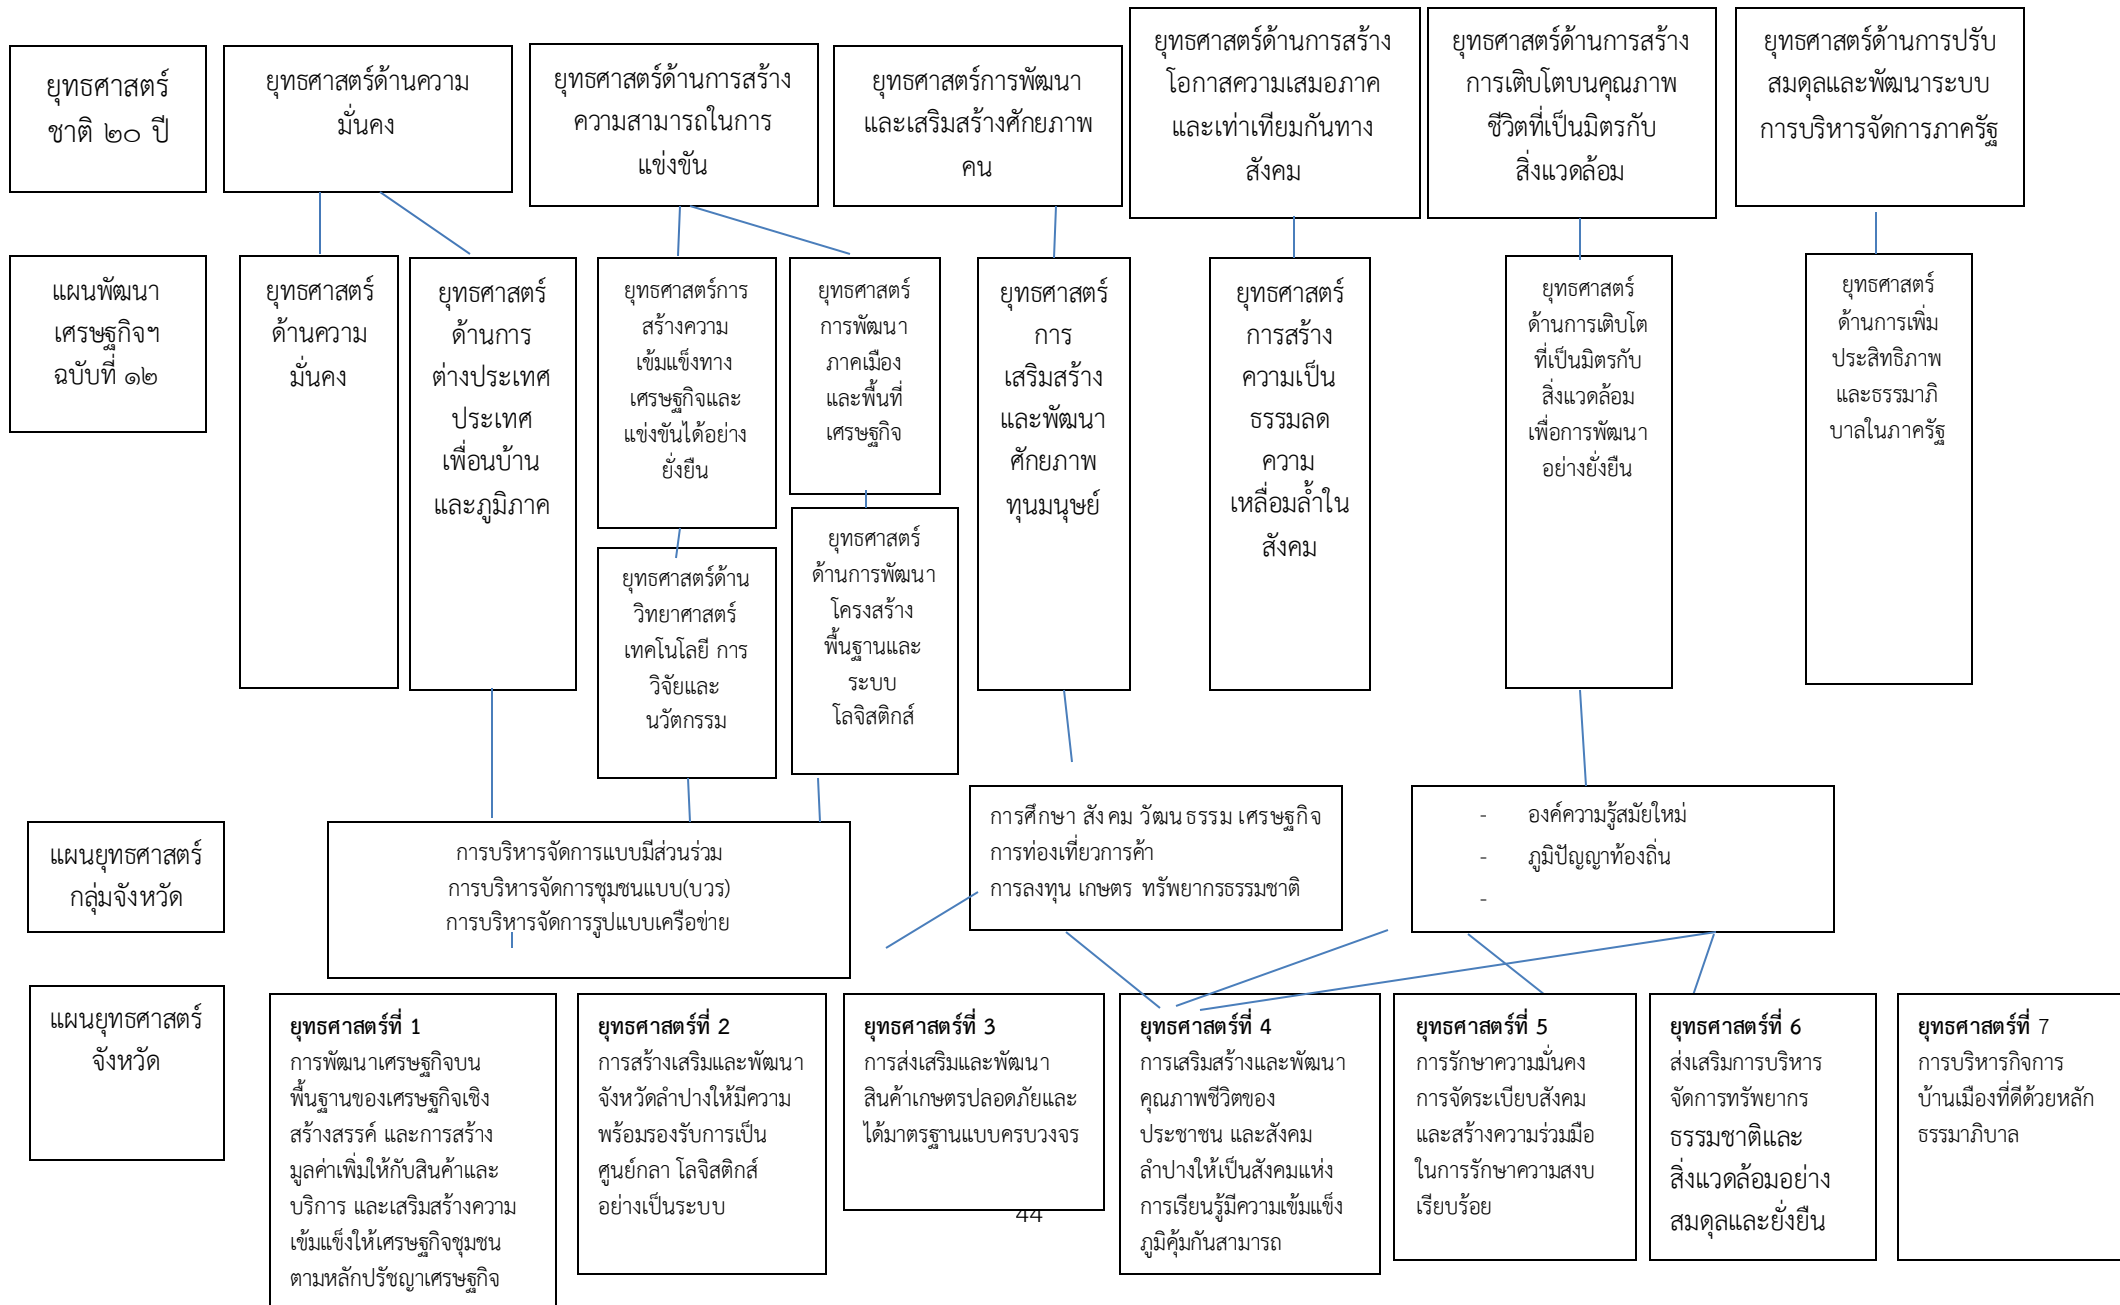 ยุทธศาสตร์
ชาติ ๒๐ ปี
ยุทธศาสตร์ด้านความ
มั่นคง
ยุทธศาสตร์ด้านการสร้าง
ความสามารถในการ
แข่งขัน
ยุทธศาสตร์การพัฒนา
และเสริมสร้างศักยภาพ
คน
ยุทธศาสตร์ด้านการสร้าง
โอกาสความเสมอภาค
และเท่าเทียมกันทาง
สังคม
ยุทธศาสตร์ด้านการสร้าง
การเติบโตบนคุณภาพ
ชีวิตที่เป็นมิตรกับ
สิ่งแวดล้อม
ยุทธศาสตร์ด้านการปรับ
สมดุลและพัฒนาระบบ
การบริหารจัดการภาครัฐ
แผนพัฒนา
เศรษฐกิจฯ
ฉบับที่ ๑๒
ยุทธศาสตร์
ด้านความ
มั่นคง
ยุทธศาสตร์
ด้านการ
ต่างประเทศ
ประเทศ
เพื่อนบ้าน
และภูมิภาค
ยุทธศาสตร์การ
สร้างความ
เข้มแข็งทาง
เศรษฐกิจและ
แข่งขันได้อย่าง
ยั่งยืน
ยุทธศาสตร์
การพัฒนา
ภาคเมือง
และพื้นที่
เศรษฐกิจ
ยุทธศาสตร์
การ
เสริมสร้าง
และพัฒนา
ศักยภาพ
ทุนมนุษย์
ยุทธศาสตร์
การสร้าง
ความเป็น
ธรรมลด
ความ
เหลื่อมล้ำใน
สังคม
ยุทธศาสตร์
ด้านการเติบโต
ที่เป็นมิตรกับ
สิ่งแวดล้อม
เพื่อการพัฒนา
อย่างยั่งยืน
ยุทธศาสตร์
ด้านการเพิ่ม
ประสิทธิภาพ
และธรรมาภิ
บาลในภาครัฐ
ยุทธศาสตร์ด้าน
วิทยาศาสตร์
เทคโนโลยี การ
วิจัยและ
นวัตกรรม
ยุทธศาสตร์
ด้านการพัฒนา
โครงสร้าง
พื้นฐานและ
ระบบ
โลจิสติกส์
แผนยุทธศาสตร์
กลุ่มจังหวัด
การบริหารจัดการแบบมีส่วนร่วม
การบริหารจัดการชุมชนแบบ(บวร)
การบริหารจัดการรูปแบบเครือข่าย
การศึกษา สังคม วัฒนธรรม เศรษฐกิจ
การท่องเที่ยวการค้า
การลงทุน เกษตร ทรัพยากรธรรมชาติ
- องค์ความรู้สมัยใหม่
- ภูมิปัญญาท้องถิ่น
-
แผนยุทธศาสตร์
จังหวัด
ยุทธศาสตร์ที่ 1
การพัฒนาเศรษฐกิจบน
พื้นฐานของเศรษฐกิจเชิง
สร้างสรรค์ และการสร้าง
มูลค่าเพิ่มให้กับสินค้าและ
บริการ และเสริมสร้างความ
เข้มแข็งให้เศรษฐกิจชุมชน
ตามหลักปรัชญาเศรษฐกิจ
ยุทธศาสตร์ที่ 2
การสร้างเสริมและพัฒนา
จังหวัดลำปางให้มีความ
พร้อมรองรับการเป็น
ศูนย์กลา โลจิสติกส์
อย่างเป็นระบบ
ยุทธศาสตร์ที่ 3
การส่งเสริมและพัฒนา
สินค้าเกษตรปลอดภัยและ
ได้มาตรฐานแบบครบวงจร
ยุทธศาสตร์ที่ 4
การเสริมสร้างและพัฒนา
คุณภาพชีวิตของ
ประชาชน และสังคม
ลำปางให้เป็นสังคมแห่ง
การเรียนรู้มีความเข้มแข็ง
ภูมิคุ้มกันสามารถ
ยุทธศาสตร์ที่ 5
การรักษาความมั่นคง
การจัดระเบียบสังคม
และสร้างความร่วมมือ
ในการรักษาความสงบ
เรียบร้อย
ยุทธศาสตร์ที่ 6
ส่งเสริมการบริหาร
จัดการทรัพยากร
ธรรมชาติและ
สิ่งแวดล้อมอย่าง
สมดุลและยั่งยืน
ยุทธศาสตร์ที่ 7
การบริหารกิจการ
บ้านเมืองที่ดีด้วยหลัก
ธรรมาภิบาล
44